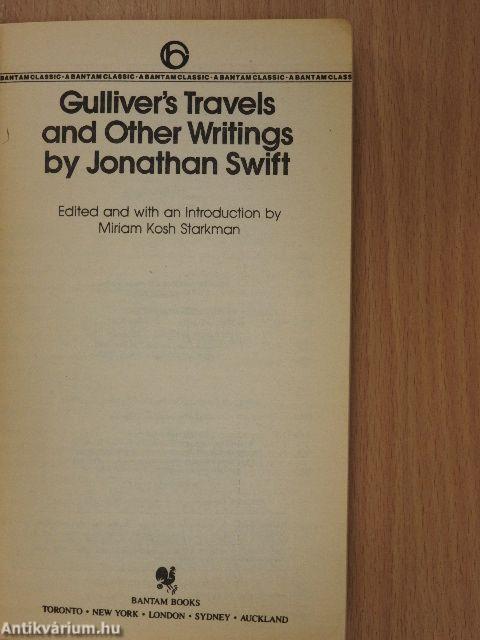 BANTAM CLASSIC · A BANTAM CLASSIC · A BANTAM CLASSIC · A BANTAM CLASSIC · A BANTAM CLASS
Gulliver's Travels
and Other Writings
by Jonathan Swift
Edited and with an introduction by
Miriam Kosh Starkman
BANTAM BOOKS
TORONTO · NEW YORK · LONDON · SYDNEY · AUCKLAND
Antikvárium.hu